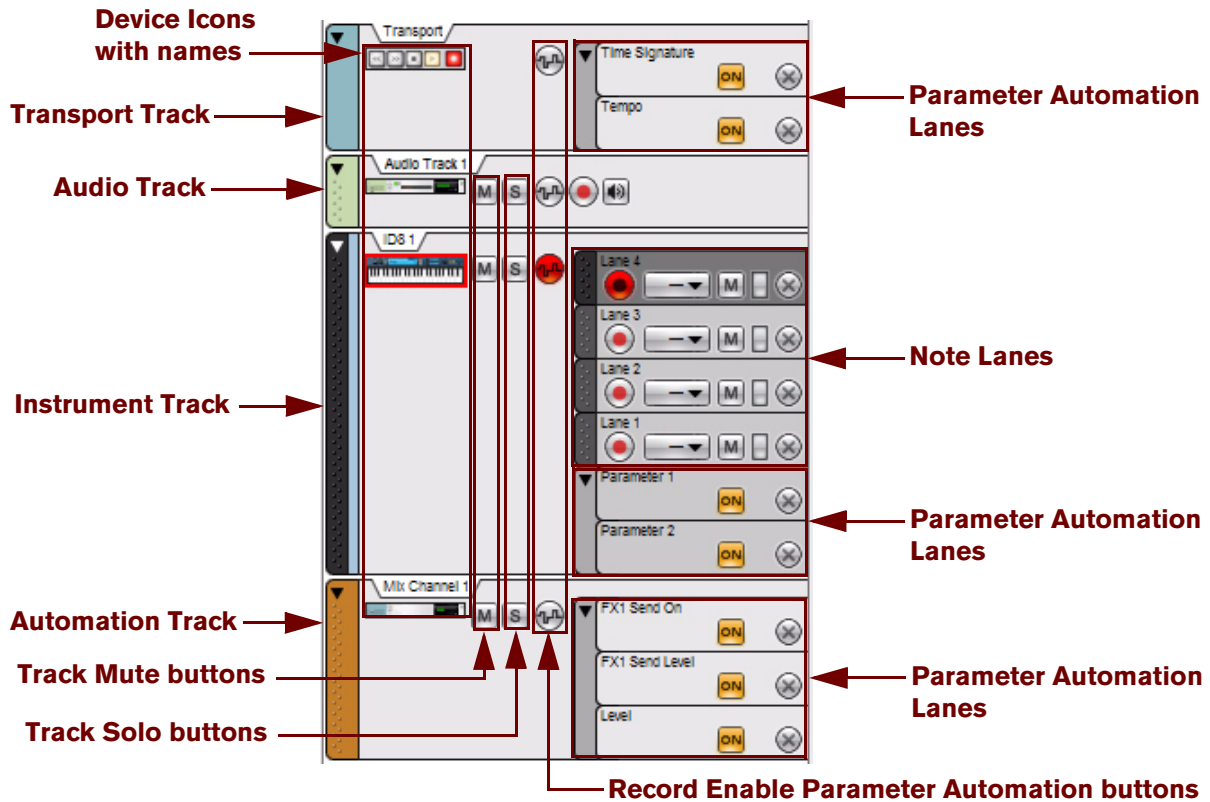 Device Icons
with names
Transport
Time Signature
ON
Tempo
ON
Parameter Automation
Lanes
Transport Track
Audio Track 1
M S
Audio Track
ID8 1
M S
Lane 4
M
Lane 3
M
Note Lanes
Lane 2
M
Instrument Track
Lane 1
M
Parameter 1
ON
Parameter 2
ON
Parameter Automation
Lanes
Mix Channel 1
M S
FX1 Send On
ON
Automation Track
FX1 Send Level
ON
Parameter Automation
Lanes
Track Mute buttons
Level
ON
Track Solo buttons
Record Enable Parameter Automation buttons